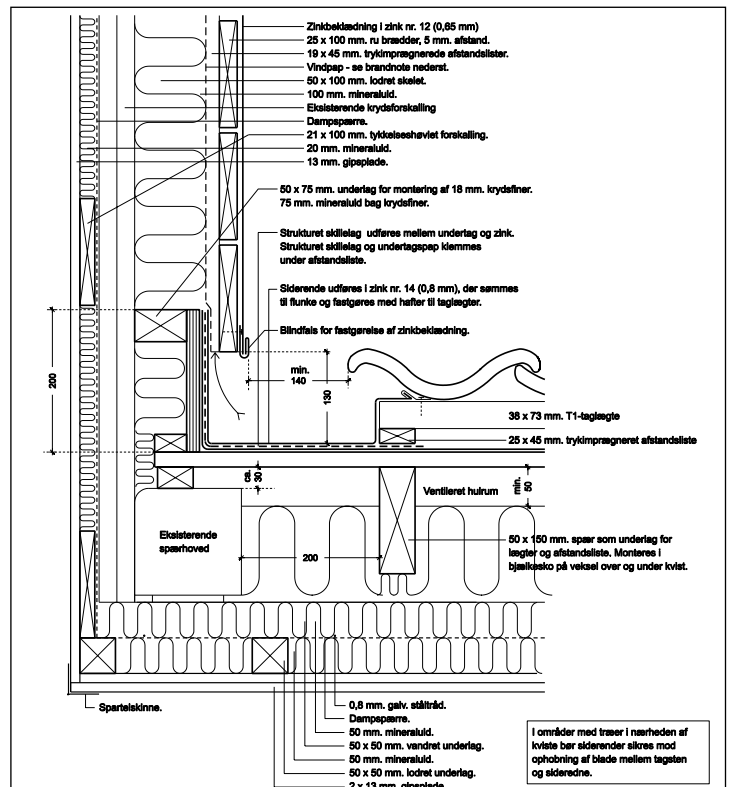 Zinkbeklædning i zink nr. 12 (0,65 mm)
25 x 100 mm. ru brædder, 5 mm. afstand.
19 x 45 mm. trykimprægnerede afstandslister.
Vindpap - se brandnote nederst.
50 x 100 mm. lodret skelet.
100 mm. mineraluld.
Eksisterende krydsforskalling
Dampspærre.
21 x 100 mm. tykkelseshøvlet forskalling.
20 mm. mineraluld.
13 mm. gipsplade.
50 x 75 mm. underlag for montering af 18 mm. krydsfiner.
75 mm. mineraluld bag krydsfiner.
Struktureret skillelag udføres mellem undertag og zink.
Struktureret skillelag og undertagspap klemmes
under afstandsliste.
Siderende udføres i zink nr. 14 (0,8 mm), der sømmes
til flunke og fastgøres med hafter til taglægter.
Blindfals for fastgørelse af zinkbeklædning.
min.
140
130
200
38 x 73 mm. T1-taglægte
25 x 45 mm. trykimprægneret afstandsliste
ca.
30
Ventileret hulrum
min.
50
Eksisterende
spærhoved
200
50 x 150 mm. spær som underlag for
lægter og afstandsliste. Monteres i
bjælkesko på veksel over og under kvist.
Spartelskinne.
0,8 mm. galv. ståltråd.
Dampspærre.
50 mm. mineraluld.
50 x 50 mm. vandret underlag.
50 mm. mineraluld.
50 x 50 mm. lodret underlag.
2 x 13 mm. gipsplade
I områder med træer i nærheden af
kviste bør siderender sikres mod
ophobning af blade mellem tagsten
og sideredne.